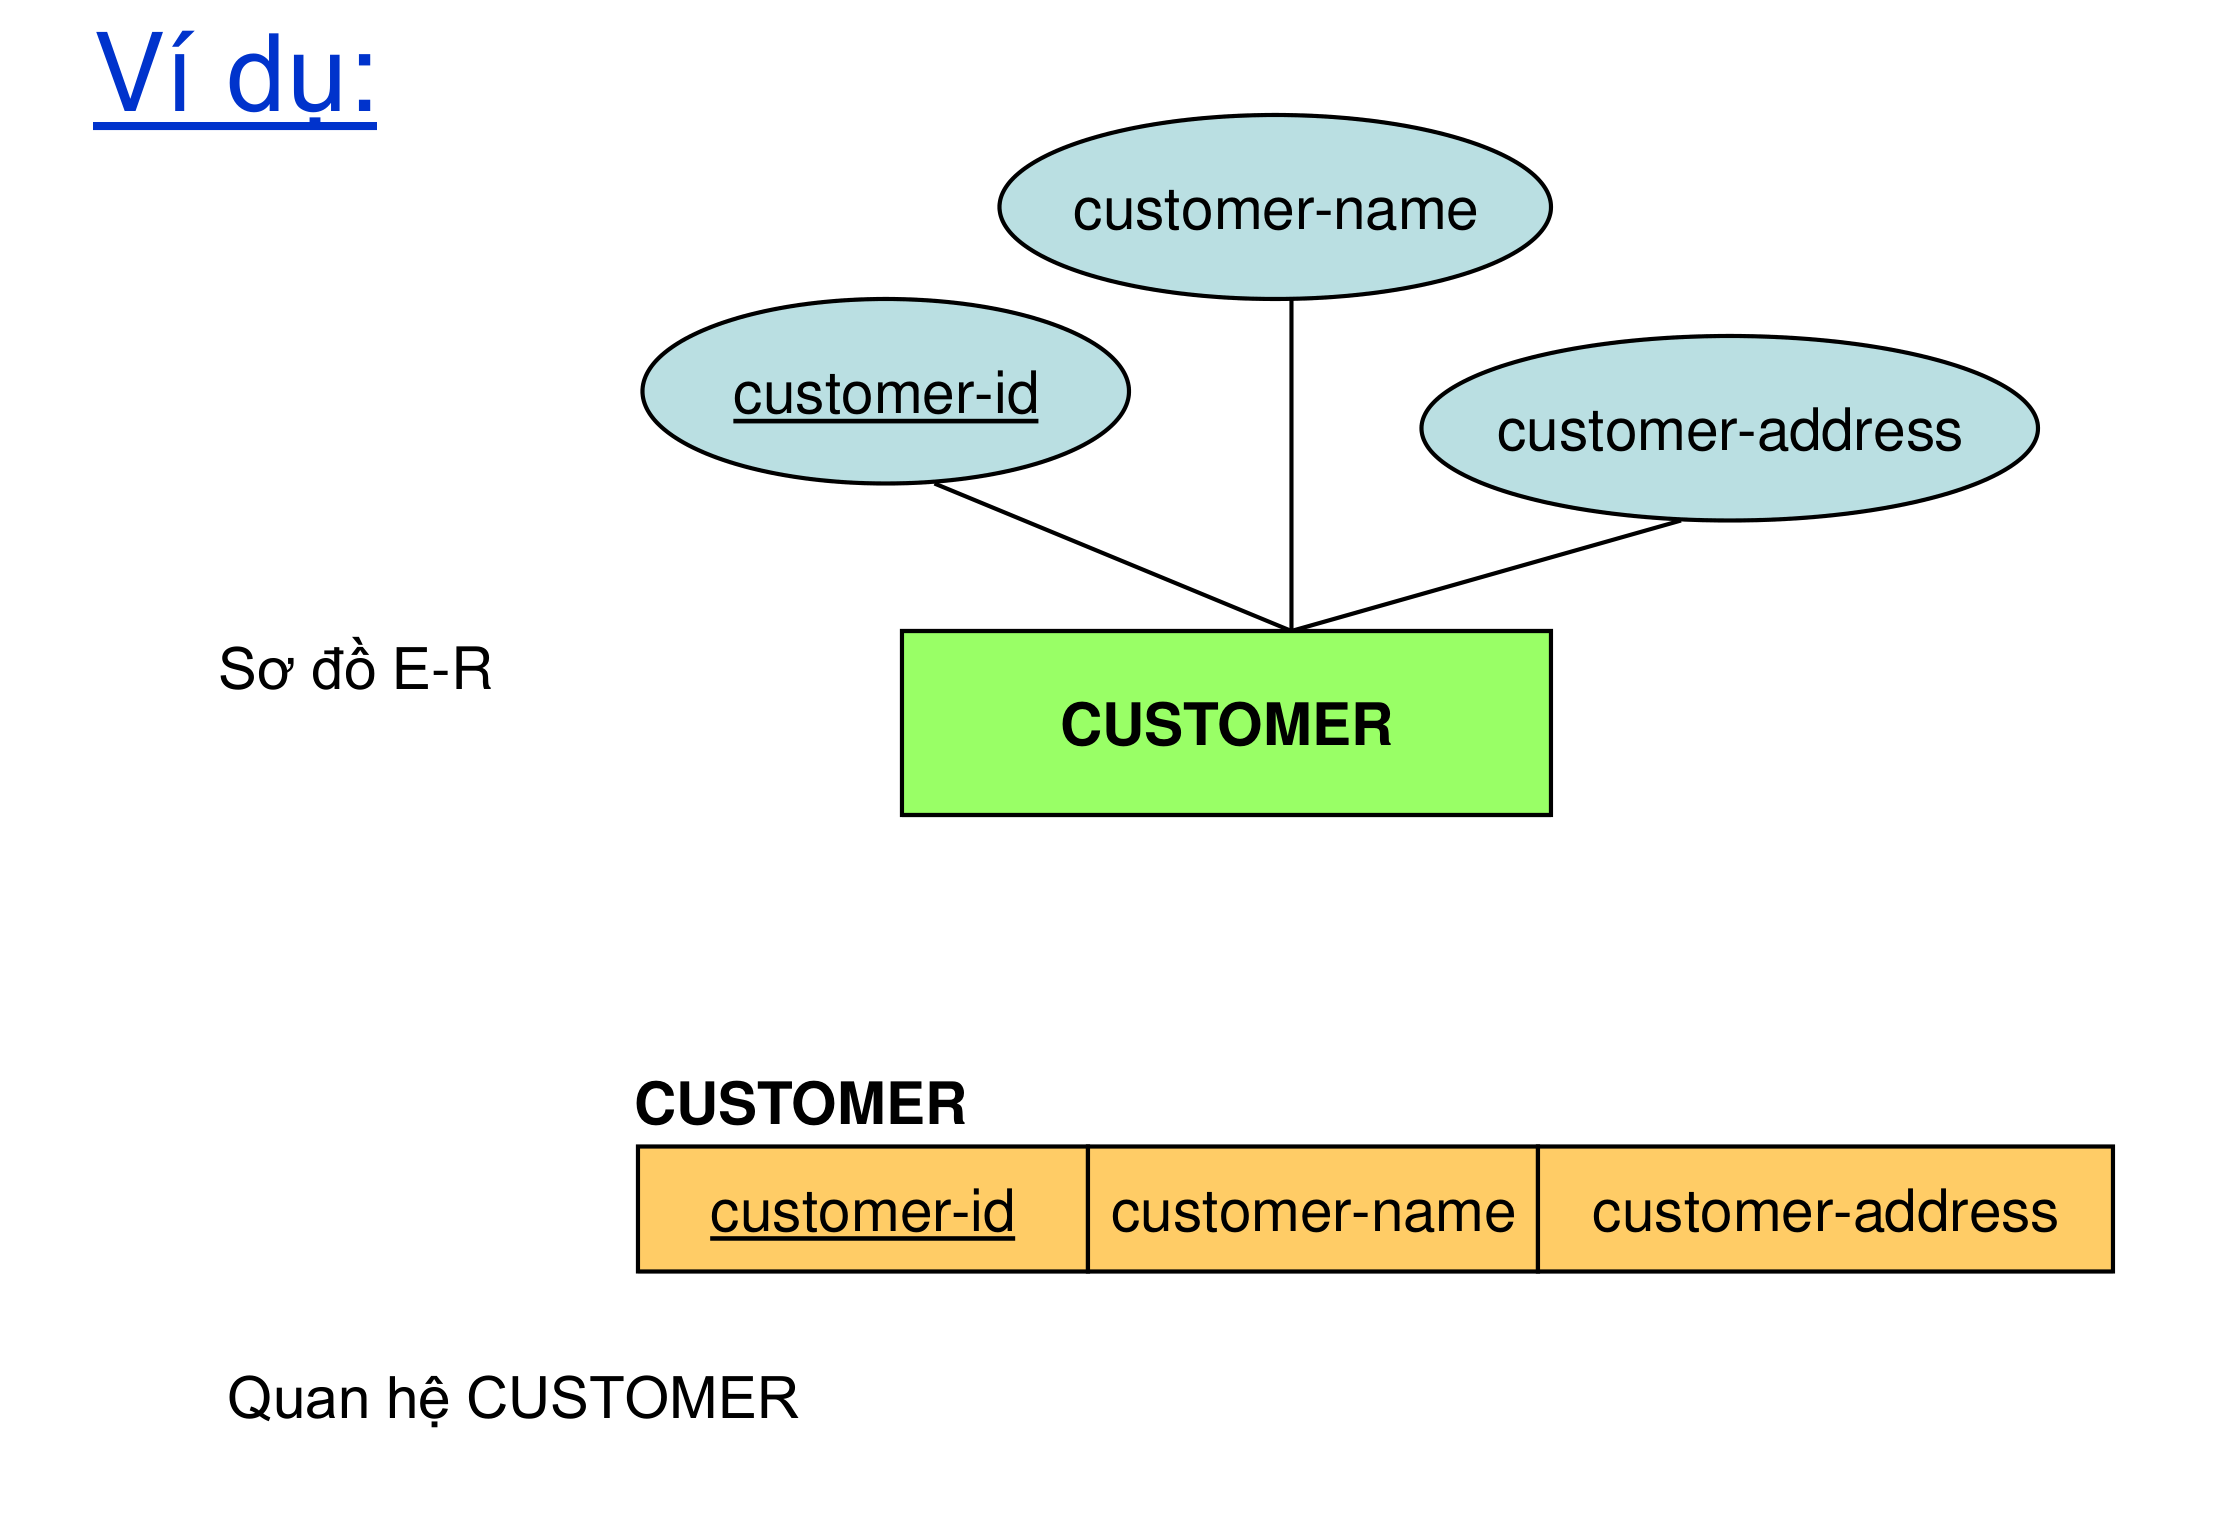 Ví dụ:
customer-name
customer-id
customer-address
Sơ đồ E-R
CUSTOMER
CUSTOMER
customer-id customer-name customer-address
Quan hệ CUSTOMER